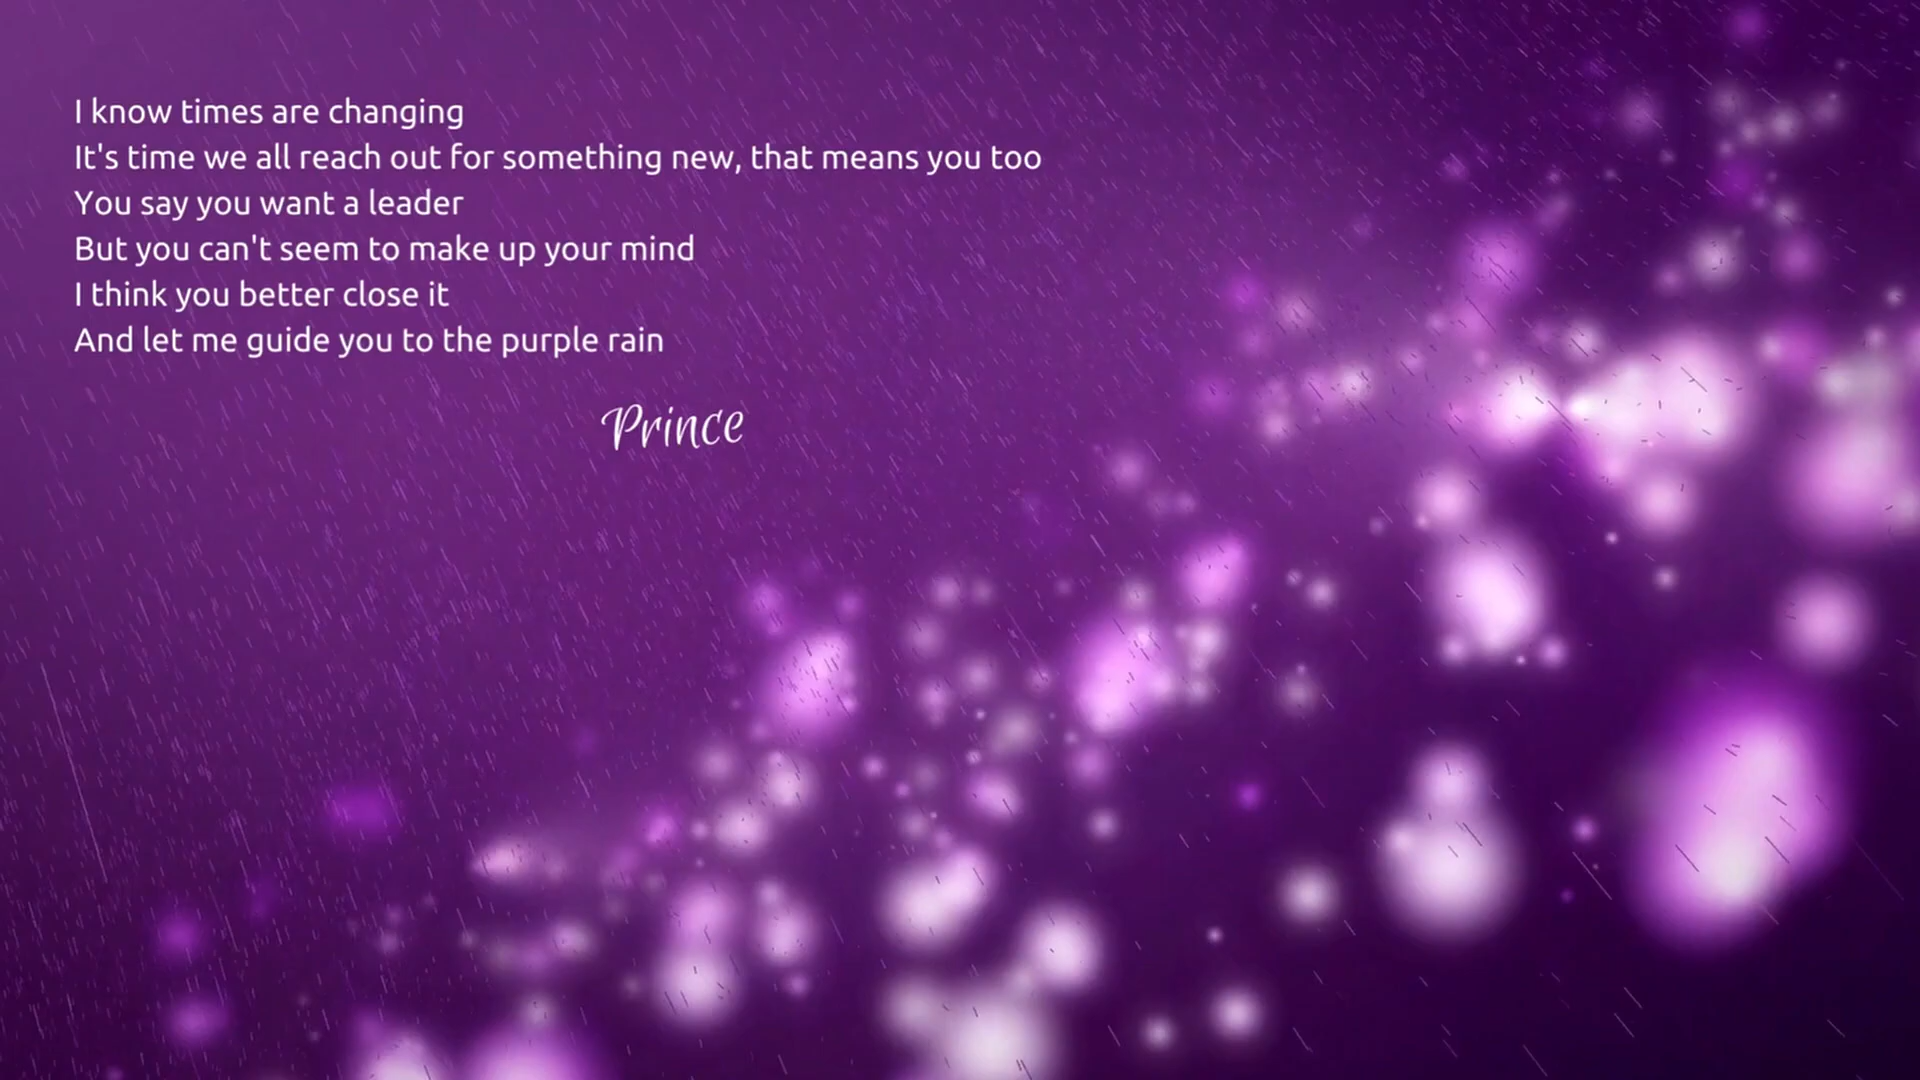 I know times are changing
It's time we all reach out for something new, that means you too
You say you want a leader
But you can't seem to make up your mind
I think you better close it
And let me guide you to the purple rain
Prince